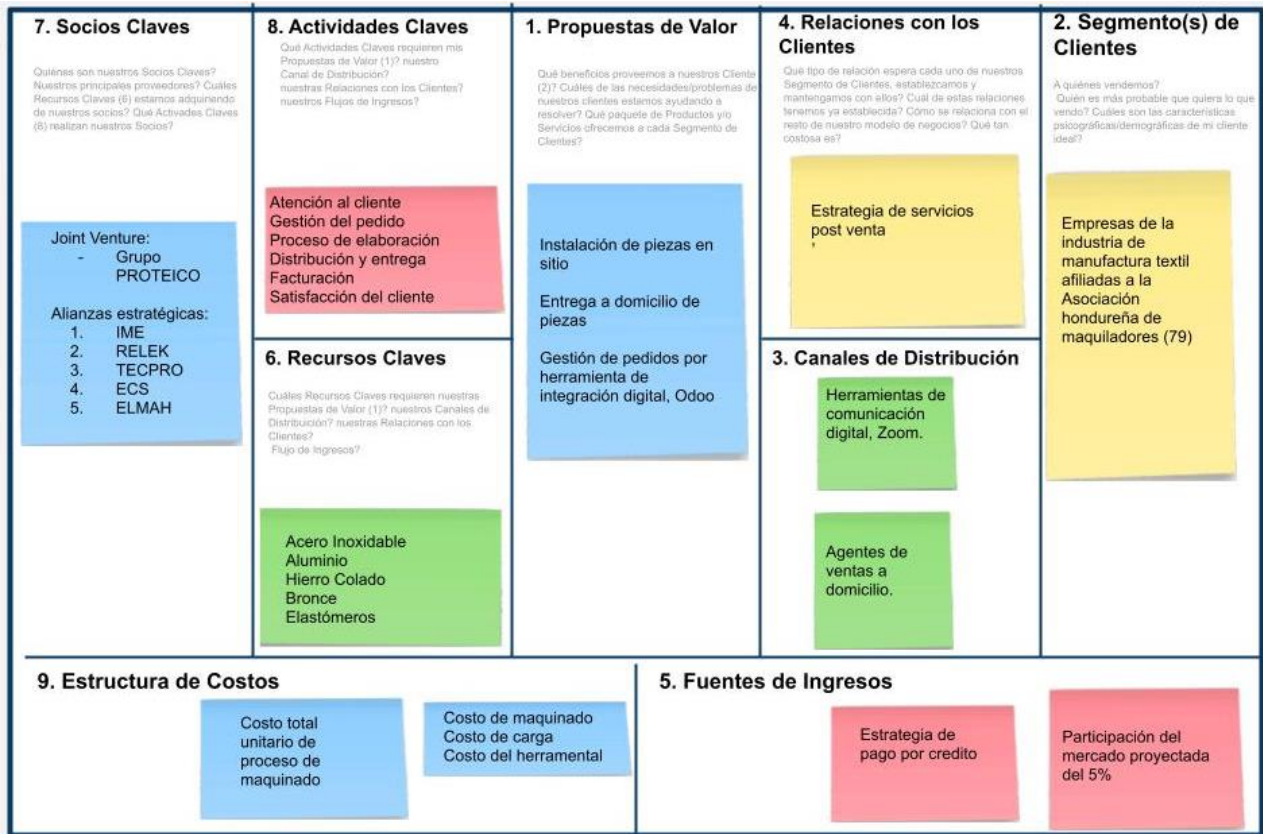 7. Socios Claves
Quiénes son nuestros Socios Claves?
Nuestros principales proveedores? Cuáles
Recursos Claves (6) estamos adquiriendo
de nuestros socios? Qué Activades Claves
(8) realizan nuestros Socios?
Joint Venture:
- Grupo
PROTEICO
Alianzas estratégicas:
1. IME
2. RELEK
3. TECPRO
4. ECS
5. ELMAH
8. Actividades Claves
Qué Actividades Claves requieren mis
Propuestas de Valor (1)? nuestro
Canal de Distribución?
nuestras Relaciones con los Clientes?
nuestros Flujos de Ingresos?
Atención al cliente
Gestión del pedido
Proceso de elaboración
Distribución y entrega
Facturación
Satisfacción del cliente
6. Recursos Claves
Cuáles Recursos Claves requieren nuestras
Propuestas de Valor (1)? nuestros Canales de
Distribuición? nuestras Relaciones con los
Clientes?
Flujo de Ingresos?
Acero Inoxidable
Aluminio
Hierro Colado
Bronce
Elastómeros
1. Propuestas de Valor
Qué beneficios proveemos a nuestro Cliente
(2)? Cuáles de las necesidades/problemas de
nuestros clientes estamos ayudando a
resolver? Qué paquete de Productos y/o
Servicios ofrecemos a cada Segmento de
Clientes?
Instalación de piezas en
sitio
Entrega a domicilio de
piezas
Gestión de pedidos por
herramienta de
integración digital, Odoo
4. Relaciones con los
Clientes
Qué tipo de relación espera cada uno de nuestros
Segmento de Clientes, establezcamos y
mantengamos con ellos? Cuál de estas relaciones
tenemos ya establecida? Cómo se relaciona con el
resto de nuestro modelo de negocios? Qué tan
costosa es?
Estrategia de servicios
post venta
'
3. Canales de Distribución
Herramientas de
comunicación
digital, Zoom.
Agentes de
ventas a
domicilio.
2. Segmento(s) de
Clientes
A quiénes vendemos?
Quién es más probable que quiera lo que
vendo? Cuáles son las características
psicográficas/demográficas de mi cliente
ideal?
Empresas de la
industria de
manufactura textil
afiliadas a la
Asociación
hondureña de
maquiladores (79)
9. Estructura de Costos
Costo total
unitario de
proceso de
maquinado
Costo de maquinado
Costo de carga
Costo del herramental
5. Fuentes de Ingresos
Estrategia de
pago por credito
Participación del
mercado proyectada
del 5%